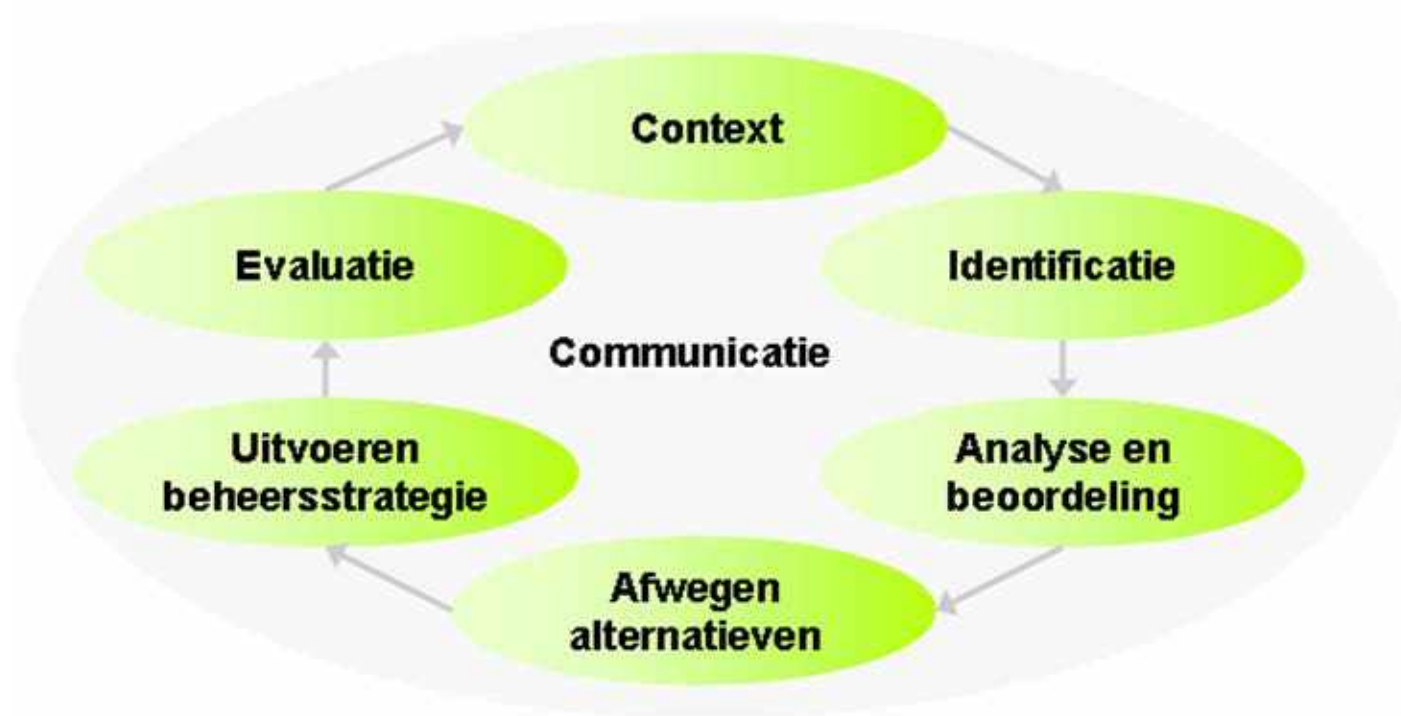 Context
Evaluatie
Identificatie
Communicatie
Uitvoeren
beheersstrategie
Analyse en
beoordeling
Afwegen
alternatieven